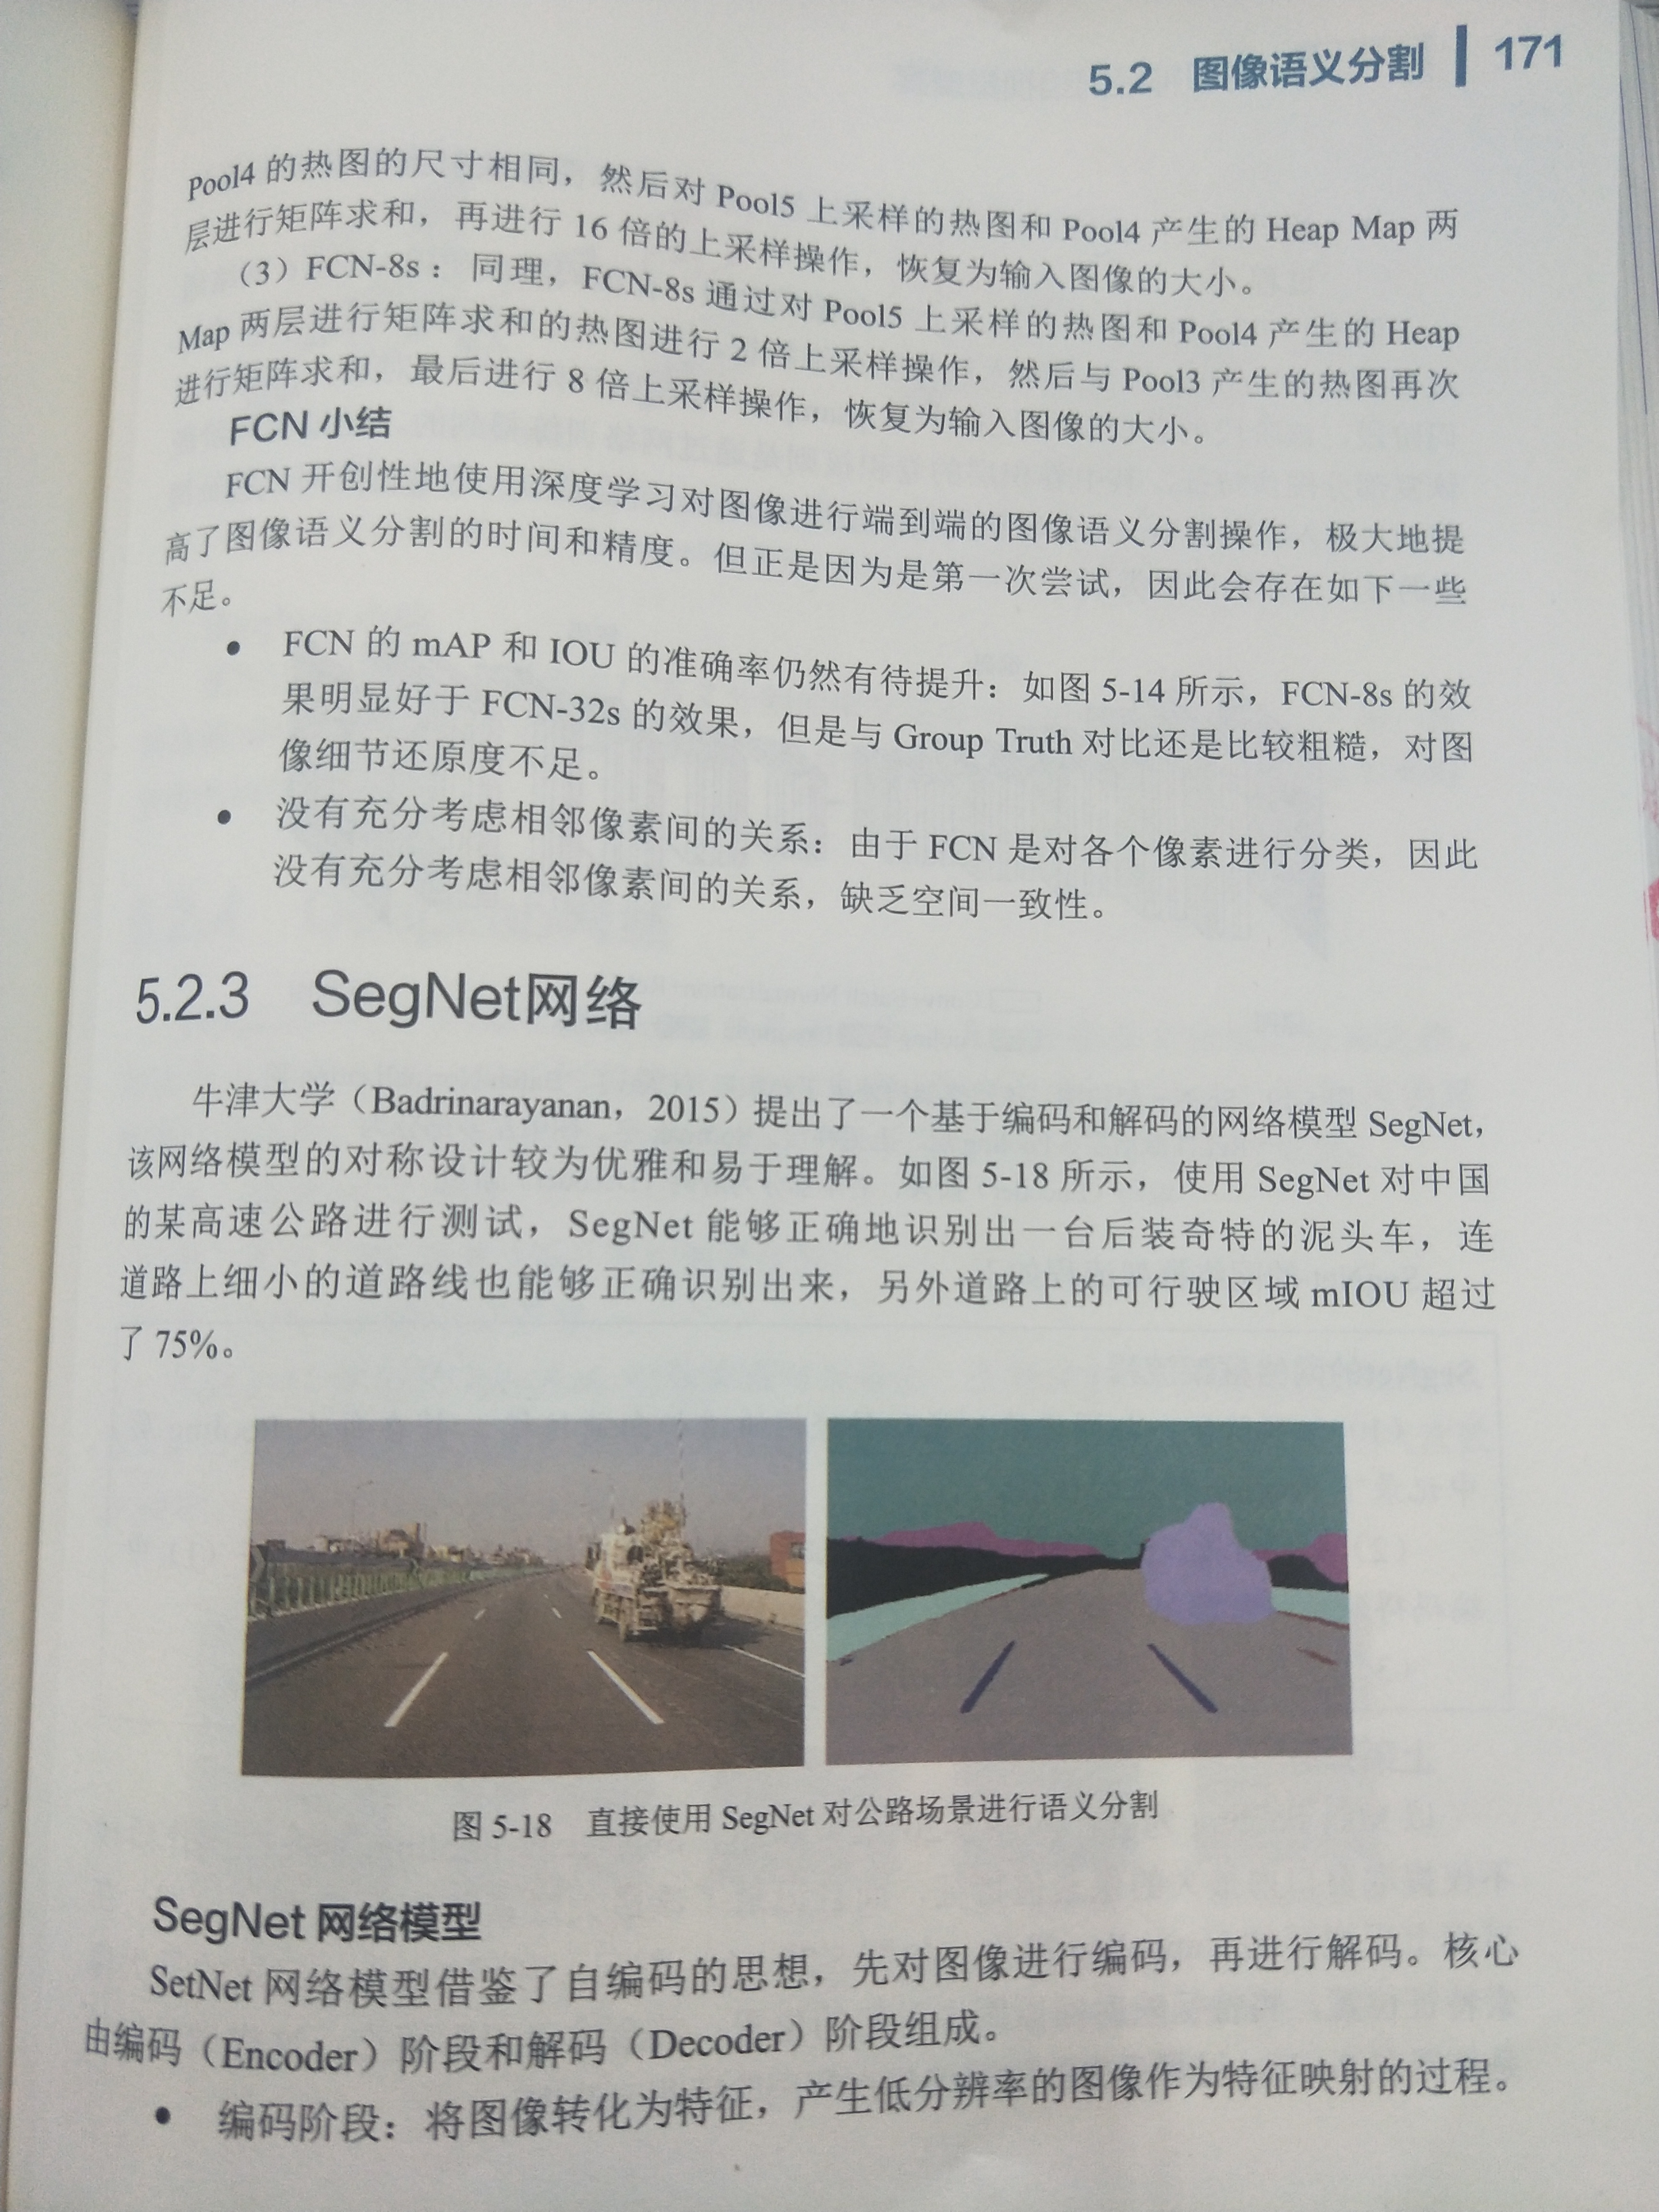 5.2 图像语义分割 171
Pool4 的热图的尺寸相同，然后对 Pool5 上采样的热图和 Pool4 产生的 Heap Map 两
层进行矩阵求和，再进行 16 倍的上采样操作，恢复为输入图像的大小。
（3）FCN-8s： 同理，FCN-8s 通过对 Pool5 上采样的热图和 Pool4 产生的 Heap
Map 两层进行矩阵求和的热图进行 2 倍上采样操作，然后与 Pool3 产生的热图再次
进行矩阵求和，最后进行 8 倍上采样操作，恢复为输入图像的大小。
FCN 小结
FCN 开创性地使用深度学习对图像进行端到端的图像语义分割操作，极大地提
高了图像语义分割的时间和精度。但正是因为是第一次尝试，因此会存在如下一些
不足。
• FCN 的 mAP 和 IOU 的准确率仍然有待提升：如图 5-14 所示，FCN-8s 的效
果明显好于 FCN-32s 的效果，但是与 Group Truth 对比还是比较粗糙，对图
像细节还原度不足。
• 没有充分考虑相邻像素间的关系：由于 FCN 是对各个像素进行分类，因此
没有充分考虑相邻像素间的关系，缺乏空间一致性。
5.2.3 SegNet网络
牛津大学（Badrinarayanan，2015）提出了一个基于编码和解码的网络模型 SegNet，
该网络模型的对称设计较为优雅和易于理解。如图 5-18 所示，使用 SegNet 对中国
的某高速公路进行测试，SegNet 能够正确地识别出一台后装奇特的泥头车，连
道路上细小的道路线也能够正确识别出来，另外道路上的可行驶区域 mIOU 超过
了 75%。
图 5-18 直接使用 SegNet 对公路场景进行语义分割
SegNet 网络模型
SetNet 网络模型借鉴了自编码的思想，先对图像进行编码，再进行解码。核心
由编码（Encoder）阶段和解码（Decoder）阶段组成。
• 编码阶段：将图像转化为特征，产生低分辨率的图像作为特征映射的过程。